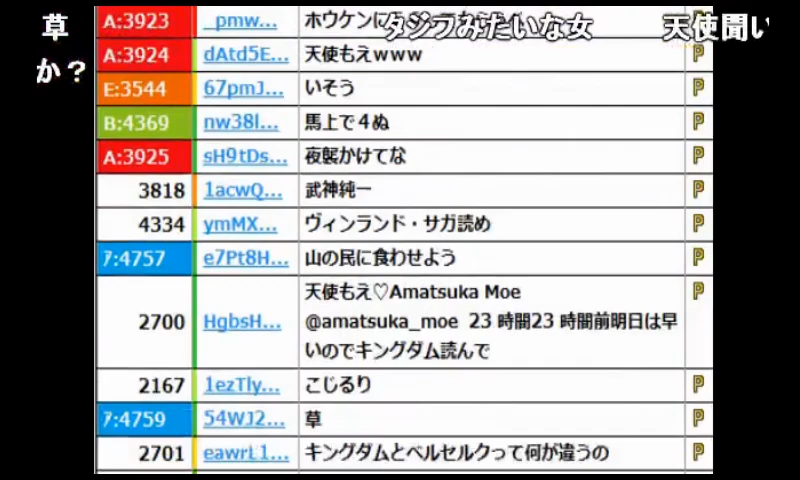 草
か?
タジフみたいな女
天使聞い
A:3923 _pmw... ホウケンに P
A:3924 dAtd5E... 天使もえｗｗｗ P
E:3544 67pmJ... いそう P
B:4369 nw38l... 馬上で４ぬ P
A:3925 sH9tDs... 夜襲かけてな P
3818 1acwQ... 武神純一 P
4334 ymMX... ヴィンランド・サガ読め P
ｱ:4757 e7Pt8H... 山の民に食わせよう P
2700 HgbsH... 天使もえ♡Amatsuka Moe P
@amatsuka_moe 23 時間23 時間前明日は早
いのでキングダム読んで
2167 1ezTly... こじるり P
ｱ:4759 54WJ2... 草 P
2701 eawrL1... キングダムとベルセルクって何が違うの P